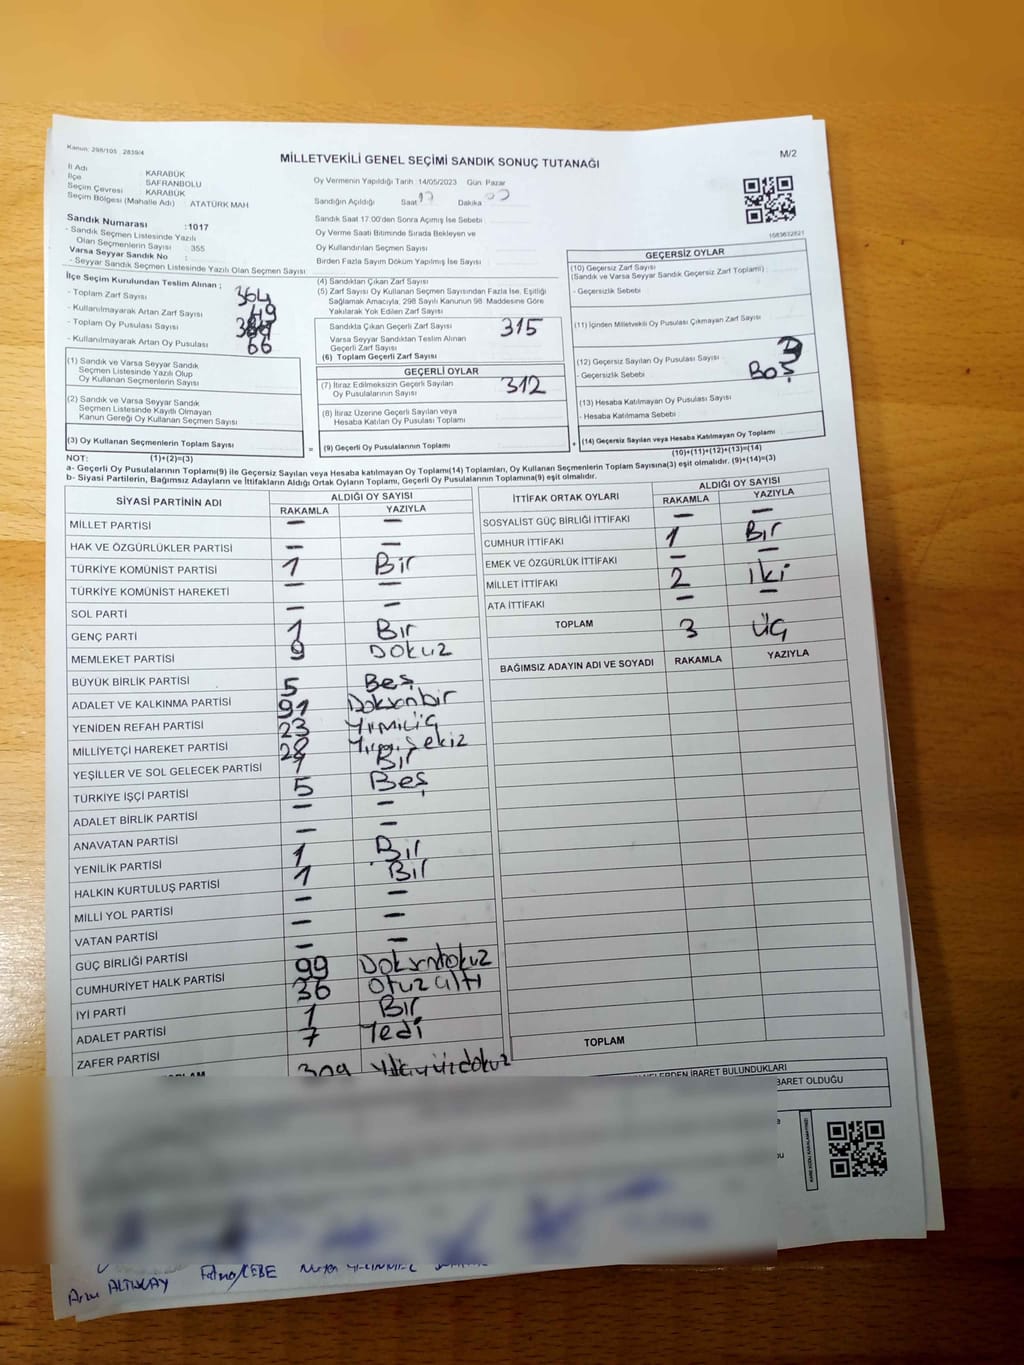 Kanun: 298/105 2839/4
MİLLETVEKİLİ GENEL SEÇİMİ SANDIK SONUÇ TUTANAĞI
M/2
İl Adı : KARABÜK
İlçe : SAFRANBOLU
Seçim Çevresi : KARABÜK
Seçim Bölgesi (Mahalle Adı) : ATATÜRK MAH
Sandık Numarası :1017
- Sandık Seçmen Listesinde Yazılı
Olan Seçmenlerin Sayısı : 355
Varsa Seyyar Sandık No :
- Seyyar Sandık Seçmen Listesinde Yazılı Olan Seçmen Sayısı
Oy Vermenin Yapıldığı Tarih :14/05/2023 Gün Pazar
Sandığın Açıldığı Saat 17 Dakika
Sandık Saat 17.00'den Sonra Açılmış İse Sebebi :
Oy Verme Saati Bitiminde Sırada Bekleyen ve
Oy Kullandırılan Seçmen Sayısı
Birden Fazla Sayım Döküm Yapılmış İse Sayısı :
İlçe Seçim Kurulundan Teslim Alınan ;
- Toplam Zarf Sayısı 364
- Kullanılmayarak Artan Zarf Sayısı 49
- Toplam Oy Pusulası Sayısı
- Kullanılmayarak Artan Oy Pusulası 66
(1) Sandık ve Varsa Seyyar Sandık
Seçmen Listesinde Yazılı Olup
Oy Kullanan Seçmenlerin Sayısı
(2) Sandık ve Varsa Seyyar Sandık
Seçmen Listesinde Kayıtlı Olmayan
Kanun Gereği Oy Kullanan Seçmen Sayısı
(3) Oy Kullanan Seçmenlerin Toplam Sayısı
(4) Sandıktan Çıkan Zarf Sayısı
(5) Zarf Sayısı Oy Kullanan Seçmen Sayısından Fazla İse, Eşitliği
Sağlamak Amacıyla, 298 Sayılı Kanunun 98. Maddesine Göre
Yakılarak Yok Edilen Zarf Sayısı
Sandıkta Çıkan Geçerli Zarf Sayısı 315
Varsa Seyyar Sandıktan Teslim Alınan
Geçerli Zarf Sayısı
(6) Toplam Geçerli Zarf Sayısı
GEÇERLİ OYLAR
(7) İtiraz Edilmeksizin Geçerli Sayılan
Oy Pusulalarının Sayısı 312
(8) İtiraz Üzerine Geçerli Sayılan veya
Hesaba Katılan Oy Pusulası Toplamı
= (9) Geçerli Oy Pusulalarının Toplamı
1583632821
GEÇERSİZ OYLAR
(10) Geçersiz Zarf Sayısı
(Sandık ve Varsa Seyyar Sandık Geçersiz Zarf Toplamı) :
- Geçersizlik Sebebi :
(11) İçinden Milletvekili Oy Pusulası Çıkmayan Zarf Sayısı
(12) Geçersiz Sayılan Oy Pusulası Sayısı 3
- Geçersizlik Sebebi : Boş
(13) Hesaba Katılmayan Oy Pusulası Sayısı
- Hesaba Katılmama Sebebi :
+ (14) Geçersiz Sayılan veya Hesaba Katılmayan Oy Toplamı
NOT: (1)+(2)=(3)
(10)+(11)+(12)+(13)=(14)
a- Geçerli Oy Pusulalarının Toplamı(9) ile Geçersiz Sayılan veya Hesaba katılmayan Oy Toplamı(14) Toplamları, Oy Kullanan Seçmenlerin Toplam Sayısına(3) eşit olmalıdır. (9)+(14)=(3)
b- Siyasi Partilerin, Bağımsız Adayların ve İttifakların Aldığı Ortak Oyların Toplamı, Geçerli Oy Pusulalarının Toplamına(9) eşit olmalıdır.
SİYASİ PARTİNİN ADI ALDIĞI OY SAYISI
RAKAMLA YAZIYLA
MİLLET PARTİSİ – –
HAK VE ÖZGÜRLÜKLER PARTİSİ – –
TÜRKİYE KOMÜNİST PARTİSİ 1 Bir
TÜRKİYE KOMÜNİST HAREKETİ – –
SOL PARTİ – –
GENÇ PARTİ 1 Bir
MEMLEKET PARTİSİ 9 Dokuz
BÜYÜK BİRLİK PARTİSİ 5 Beş
ADALET VE KALKINMA PARTİSİ 91 Doksanbir
YENİDEN REFAH PARTİSİ 23 Yirmiüç
MİLLİYETÇİ HAREKET PARTİSİ 28 Yirmisekiz
YEŞİLLER VE SOL GELECEK PARTİSİ 1 Bir
TÜRKİYE İŞÇİ PARTİSİ 5 Beş
ADALET BİRLİK PARTİSİ – –
ANAVATAN PARTİSİ – –
YENİLİK PARTİSİ 1 Bir
HALKIN KURTULUŞ PARTİSİ 1 Bir
MİLLİ YOL PARTİSİ – –
VATAN PARTİSİ – –
GÜÇ BİRLİĞİ PARTİSİ – –
CUMHURİYET HALK PARTİSİ 99 Doksandokuz
İYİ PARTİ 36 Otuzaltı
ADALET PARTİSİ 1 Bir
ZAFER PARTİSİ 7 Yedi
309
İTTİFAK ORTAK OYLARI ALDIĞI OY SAYISI
RAKAMLA YAZIYLA
SOSYALİST GÜÇ BİRLİĞİ İTTİFAKI – –
CUMHUR İTTİFAKI 1 Bir
EMEK VE ÖZGÜRLÜK İTTİFAKI – –
MİLLET İTTİFAKI 2 iki
ATA İTTİFAKI – –
TOPLAM 3 Üç
BAĞIMSIZ ADAYIN ADI VE SOYADI RAKAMLA YAZIYLA
TOPLAM
İBARET BULUNDUKLARI
BARET OLDUĞU
Arzu ALTINAY